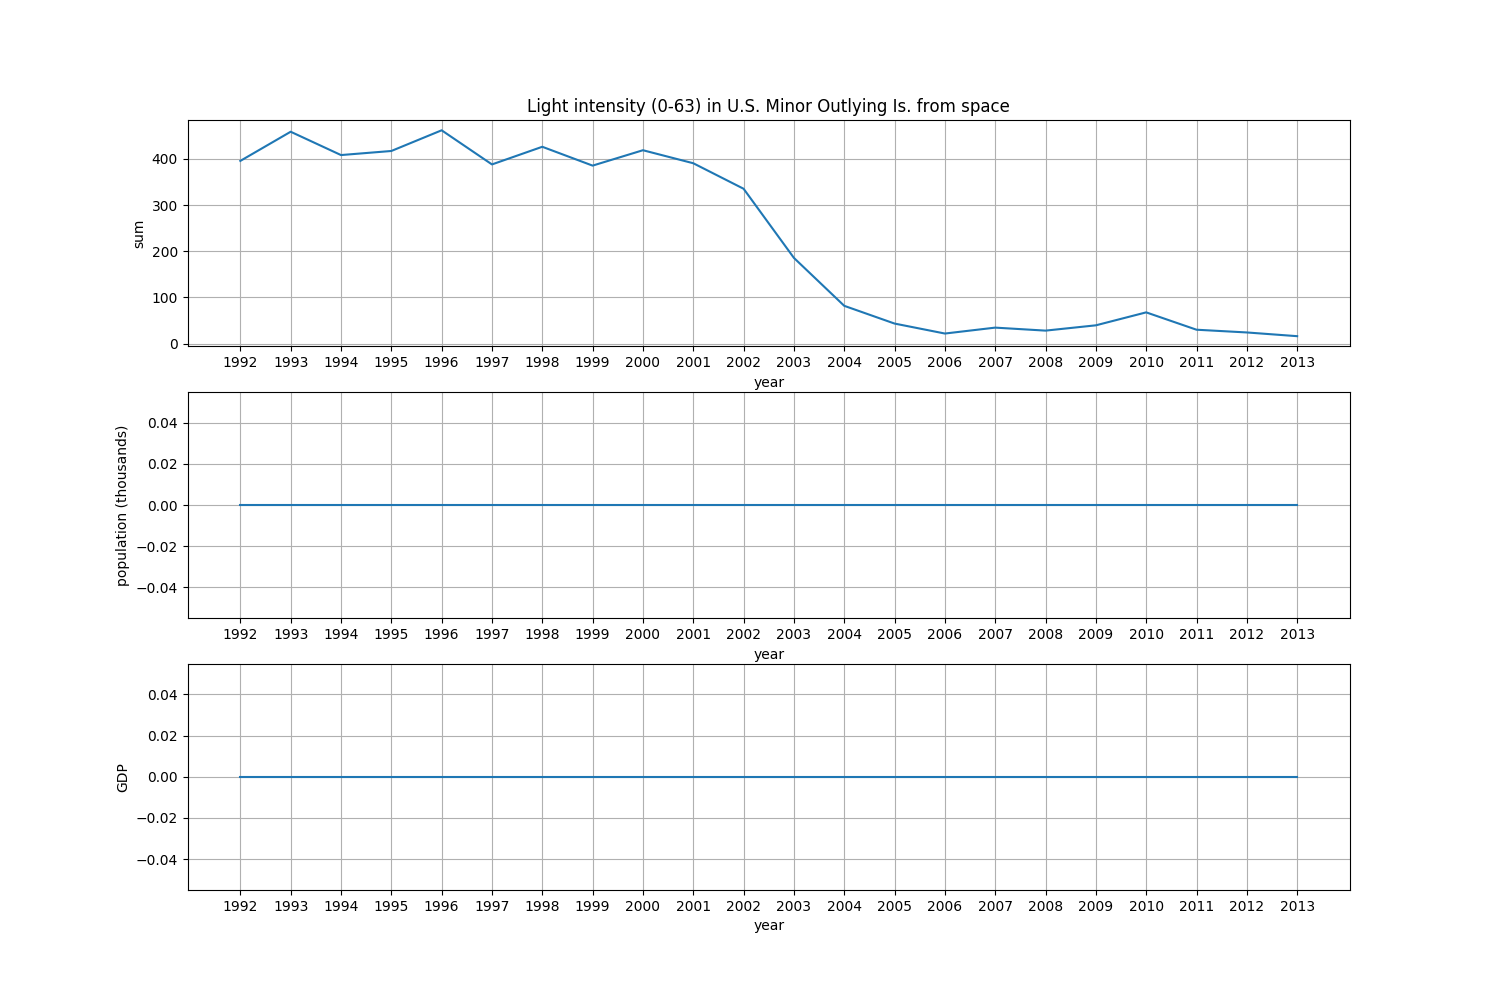 Light intensity (0-63) in U.S. Minor Outlying Is. from space
400
300
200
100
0
sum
1992 1993 1994 1995 1996 1997 1998 1999 2000 2001 2002 2003 2004 2005 2006 2007 2008 2009 2010 2011 2012 2013
year
0.04
0.02
0.00
−0.02
−0.04
population (thousands)
1992 1993 1994 1995 1996 1997 1998 1999 2000 2001 2002 2003 2004 2005 2006 2007 2008 2009 2010 2011 2012 2013
year
0.04
0.02
0.00
−0.02
−0.04
GDP
1992 1993 1994 1995 1996 1997 1998 1999 2000 2001 2002 2003 2004 2005 2006 2007 2008 2009 2010 2011 2012 2013
year